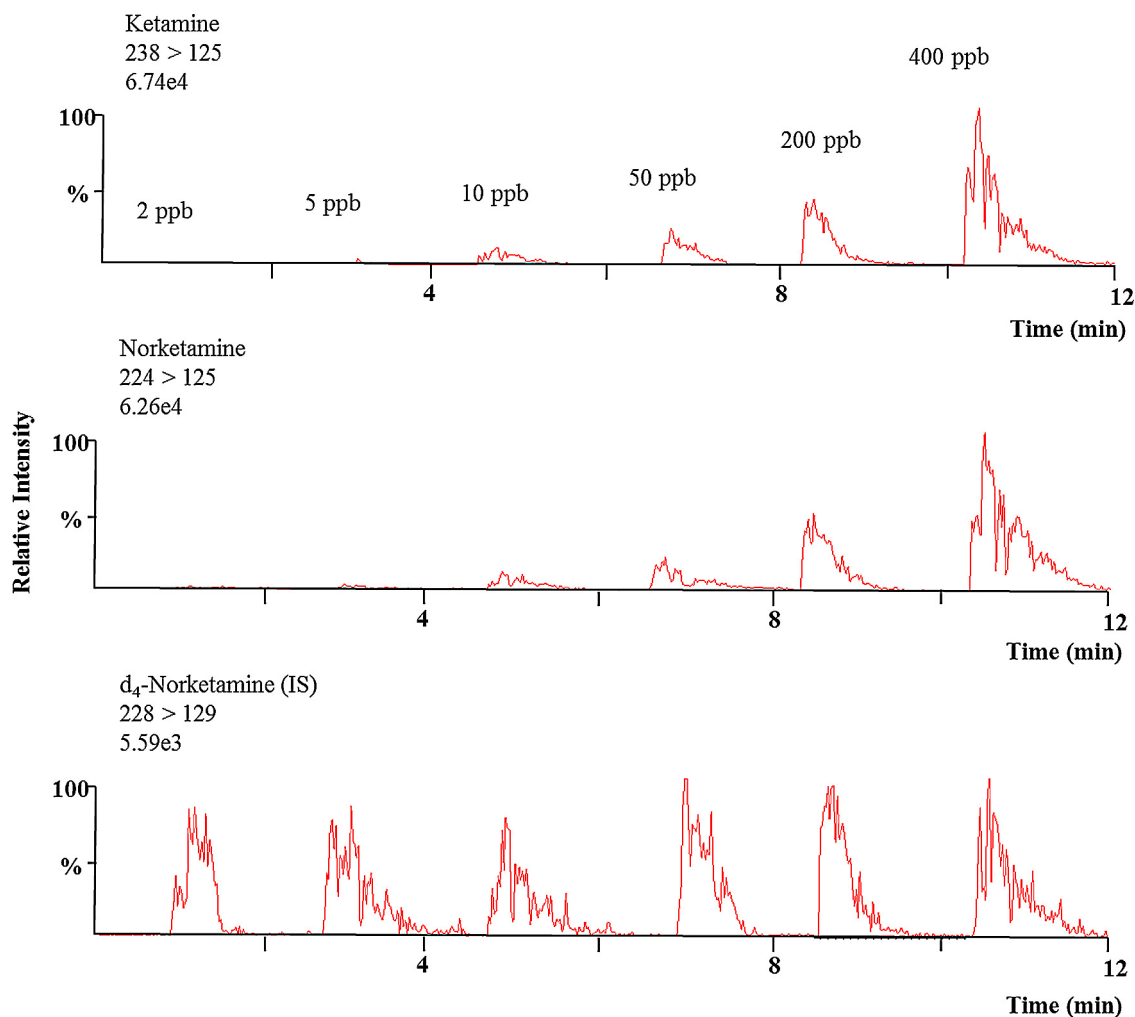 Ketamine
238 > 125
6.74e4
400 ppb
200 ppb
50 ppb
10 ppb
5 ppb
2 ppb
100
%
4
8
12
Time (min)
Norketamine
224 > 125
6.26e4
Relative Intensity
100
%
4
8
12
Time (min)
d₄-Norketamine (IS)
228 > 129
5.59e3
100
%
4
8
12
Time (min)